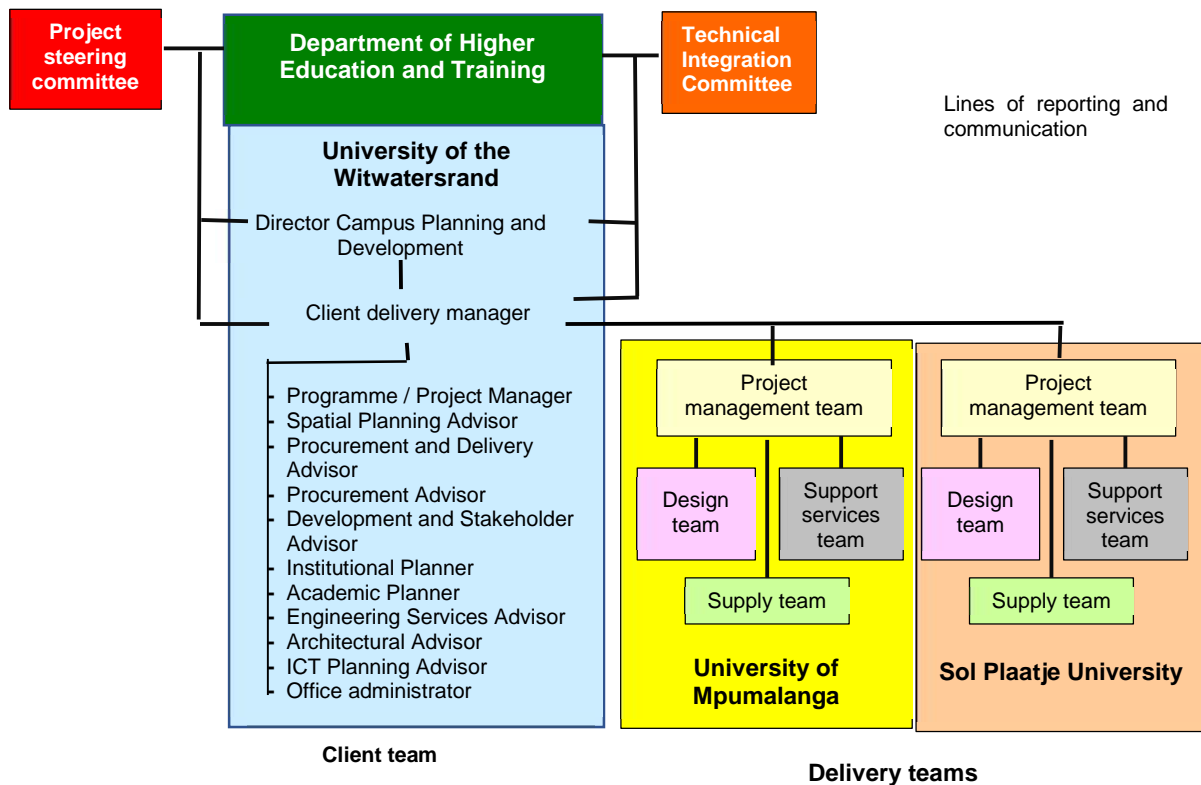 Project
steering
committee
Department of Higher
Education and Training
Technical
Integration
Committee
Lines of reporting and
communication
University of the
Witwatersrand
Director Campus Planning and
Development
Client delivery manager
- Programme / Project Manager
- Spatial Planning Advisor
- Procurement and Delivery
Advisor
- Procurement Advisor
- Development and Stakeholder
Advisor
- Institutional Planner
- Academic Planner
- Engineering Services Advisor
- Architectural Advisor
- ICT Planning Advisor
- Office administrator
Client team
Project
management team
Design
team
Support
services
team
Supply team
University of
Mpumalanga
Project
management team
Design
team
Support
services
team
Supply team
Sol Plaatje University
Delivery teams